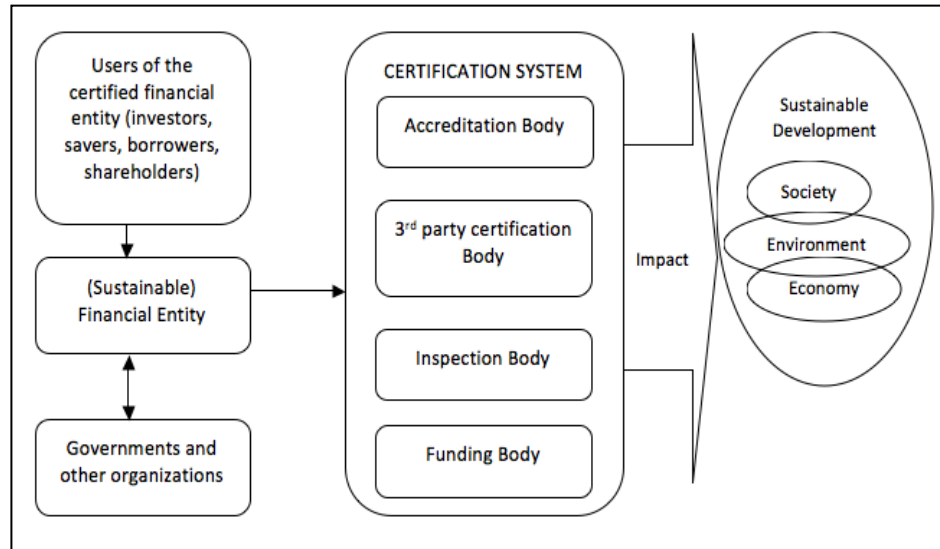 Users of the
certified financial
entity (investors,
savers, borrowers,
shareholders)
(Sustainable)
Financial Entity
Governments and
other organizations
CERTIFICATION SYSTEM
Accreditation Body
3rd party certification
Body
Inspection Body
Funding Body
Impact
Sustainable
Development
Society
Environment
Economy